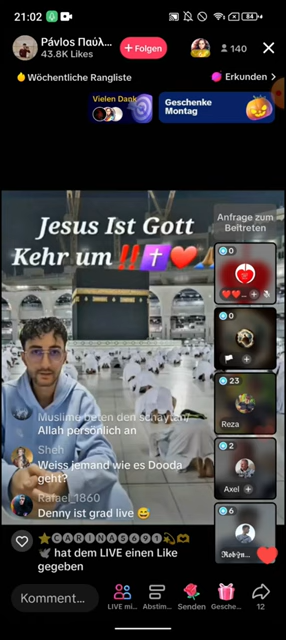 21:02
84
Pávlos Παύλ...
43.8K Likes
+ Folgen
140
Wöchentliche Rangliste
Erkunden >
Vielen Dank
Geschenke
Montag
Anfrage zum
Beitreten
Jesus Ist Gott
Kehr um ‼️✝️❤️🙏
0
❤️❤️...
0
23
Reza
2
Axel
6
Muslime beten den schaytan/
Allah persönlich an
Sheh
Weiss jemand wie es Dooda
geht?
Rafael_1860
Denny ist grad live 😅
⭐🅒🅐🅡🅘🅝🅐🅢⑥⑨①💫🫶
🕊️ hat dem LIVE einen Like
gegeben
Komment...
LIVE mi...
Abstim...
Senden
Gesche...
12